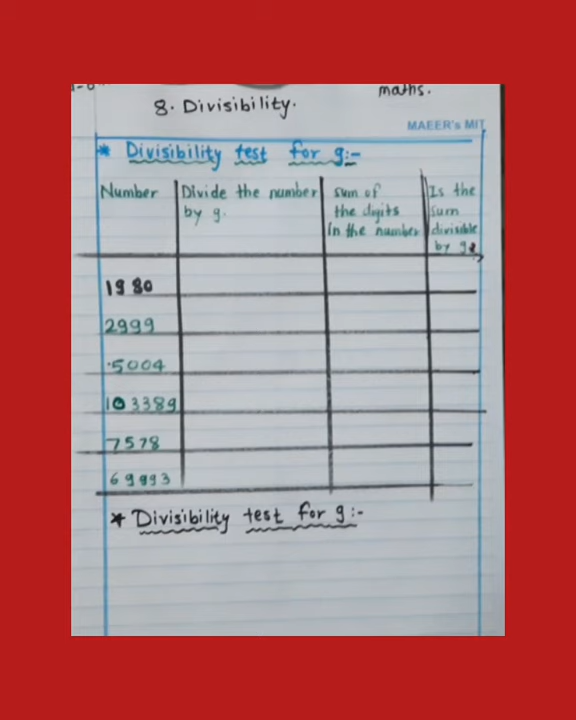 maths.
8. Divisibility.
MAEER's MIT
* Divisibility test for 9:-
Number | Divide the number by 9. | Sum of the digits in the number | Is the sum divisible by 9?
1980
2999
5004
103389
7578
69993
* Divisibility test for 9:-